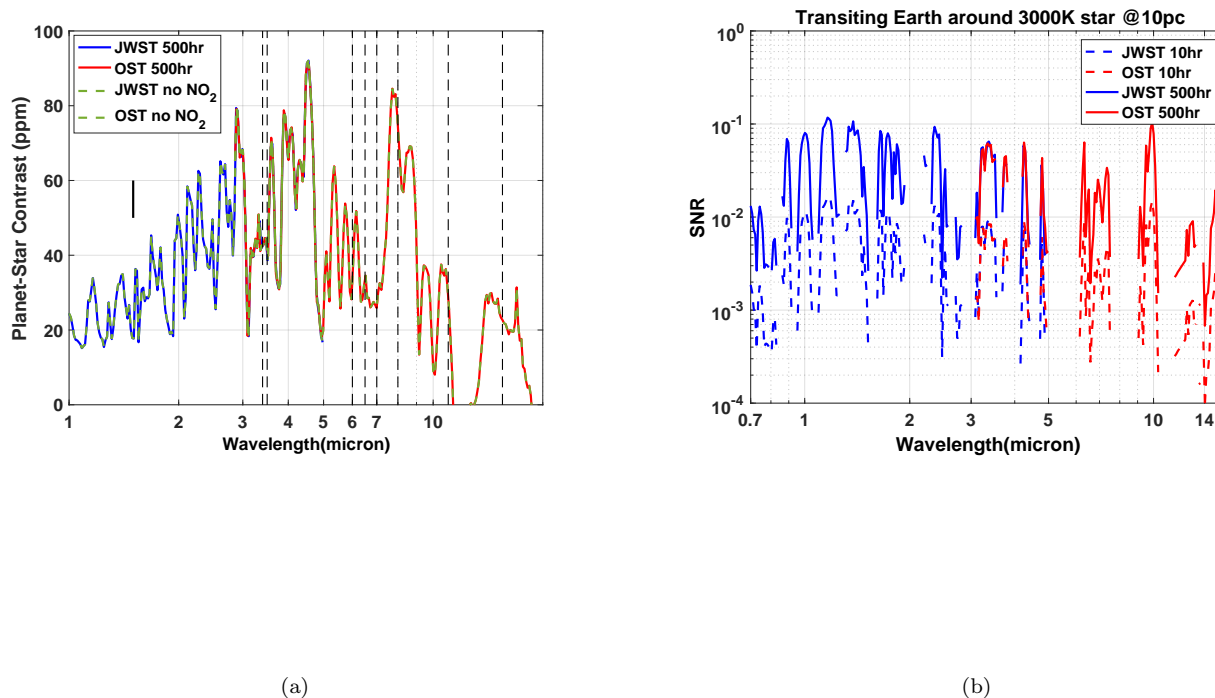 100
80
60
40
20
0
Planet-Star Contrast (ppm)
JWST 500hr
OST 500hr
JWST no NO2
OST no NO2
1
2
3
4
5
6
7
10
Wavelength(micron)
(a)
Transiting Earth around 3000K star @10pc
10^0
10^-1
10^-2
10^-3
10^-4
SNR
JWST 10hr
OST 10hr
JWST 500hr
OST 500hr
0.7
1
2
3
5
10
14
Wavelength(micron)
(b)